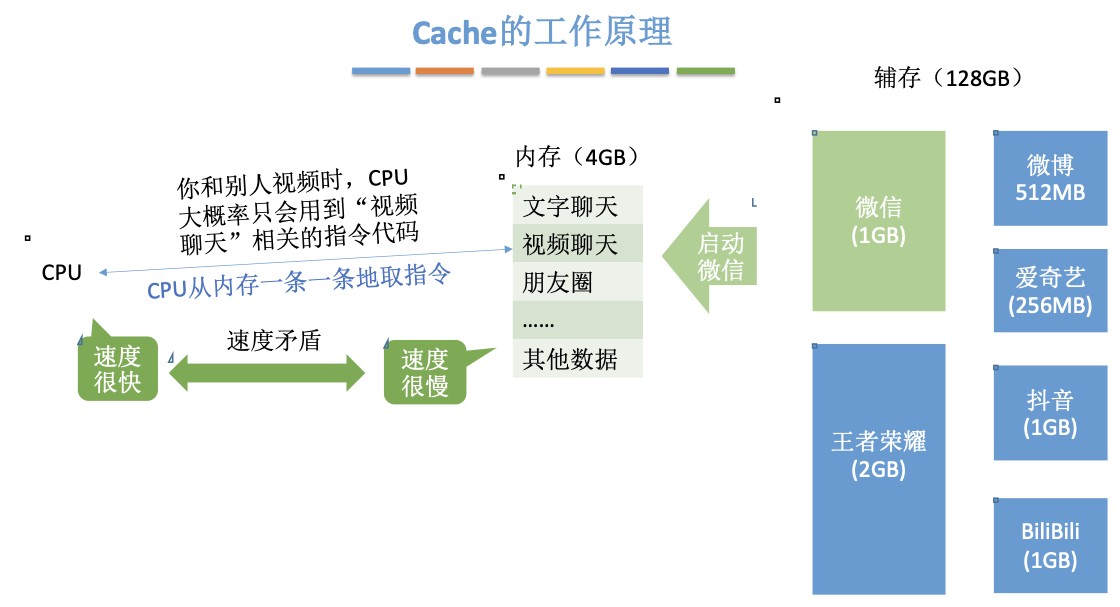 Cache的工作原理
辅存（128GB）
内存（4GB）
你和别人视频时，CPU
大概率只会用到“视频
聊天”相关的指令代码
CPU
CPU从内存一条一条地取指令
文字聊天
视频聊天
朋友圈
......
其他数据
启动
微信
速度
很快
速度矛盾
速度
很慢
微信
(1GB)
王者荣耀
(2GB)
微博
512MB
爱奇艺
(256MB)
抖音
(1GB)
BiliBili
(1GB)